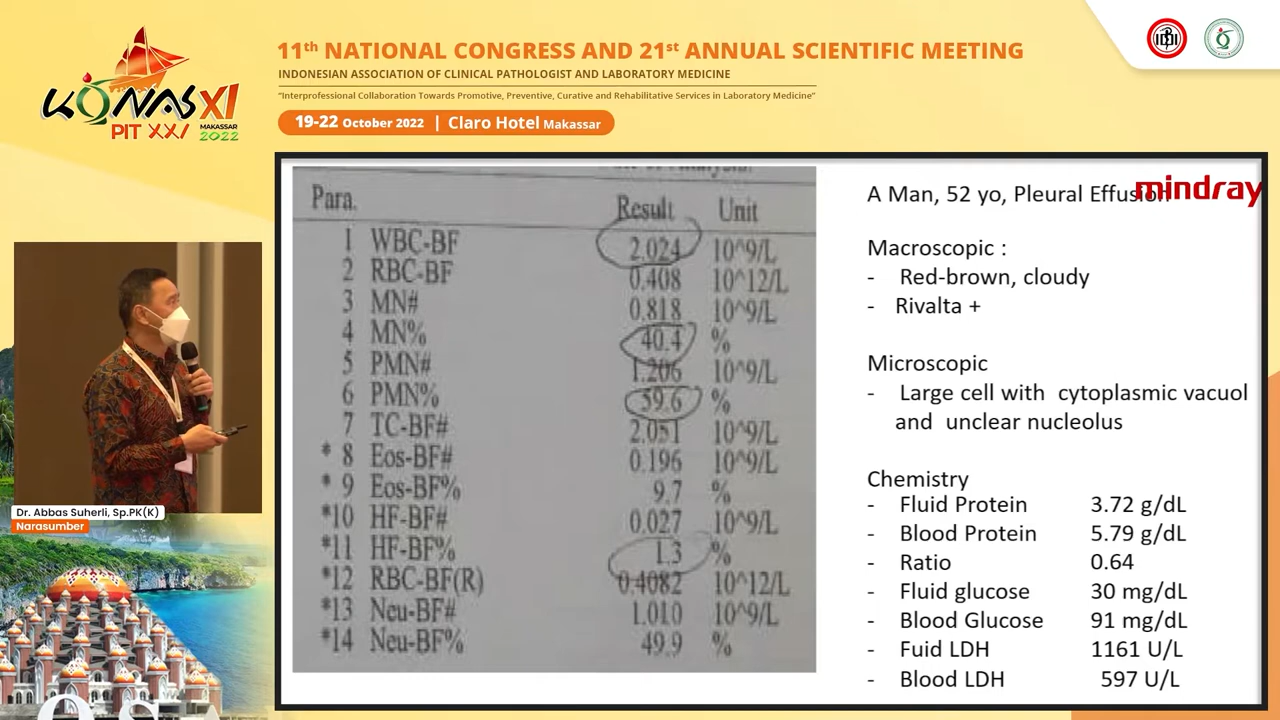 KONAS XI
PIT XXI
MAKASSAR
2022
11th NATIONAL CONGRESS AND 21st ANNUAL SCIENTIFIC MEETING
INDONESIAN ASSOCIATION OF CLINICAL PATHOLOGIST AND LABORATORY MEDICINE
"Interprofessional Collaboration Towards Promotive, Preventive, Curative and Rehabilitative Services in Laboratory Medicine"
19-22 October 2022 | Claro Hotel Makassar
Para. Result Unit
1 WBC-BF 2.024 10^9/L
2 RBC-BF 0.408 10^12/L
3 MN# 0.818 10^9/L
4 MN% 40.4 %
5 PMN# 1.206 10^9/L
6 PMN% 59.6 %
7 TC-BF# 2.051 10^9/L
* 8 Eos-BF# 0.196 10^9/L
* 9 Eos-BF% 9.7 %
*10 HF-BF# 0.027 10^9/L
*11 HF-BF% 1.3 %
*12 RBC-BF(R) 0.4082 10^12/L
*13 Neu-BF# 1.010 10^9/L
*14 Neu-BF% 49.9 %
mindray
A Man, 52 yo, Pleural Effusion
Macroscopic :
- Red-brown, cloudy
- Rivalta +
Microscopic
- Large cell with cytoplasmic vacuol
and unclear nucleolus
Chemistry
- Fluid Protein 3.72 g/dL
- Blood Protein 5.79 g/dL
- Ratio 0.64
- Fluid glucose 30 mg/dL
- Blood Glucose 91 mg/dL
- Fuid LDH 1161 U/L
- Blood LDH 597 U/L
Dr. Abbas Suherli, Sp.PK(K)
Narasumber